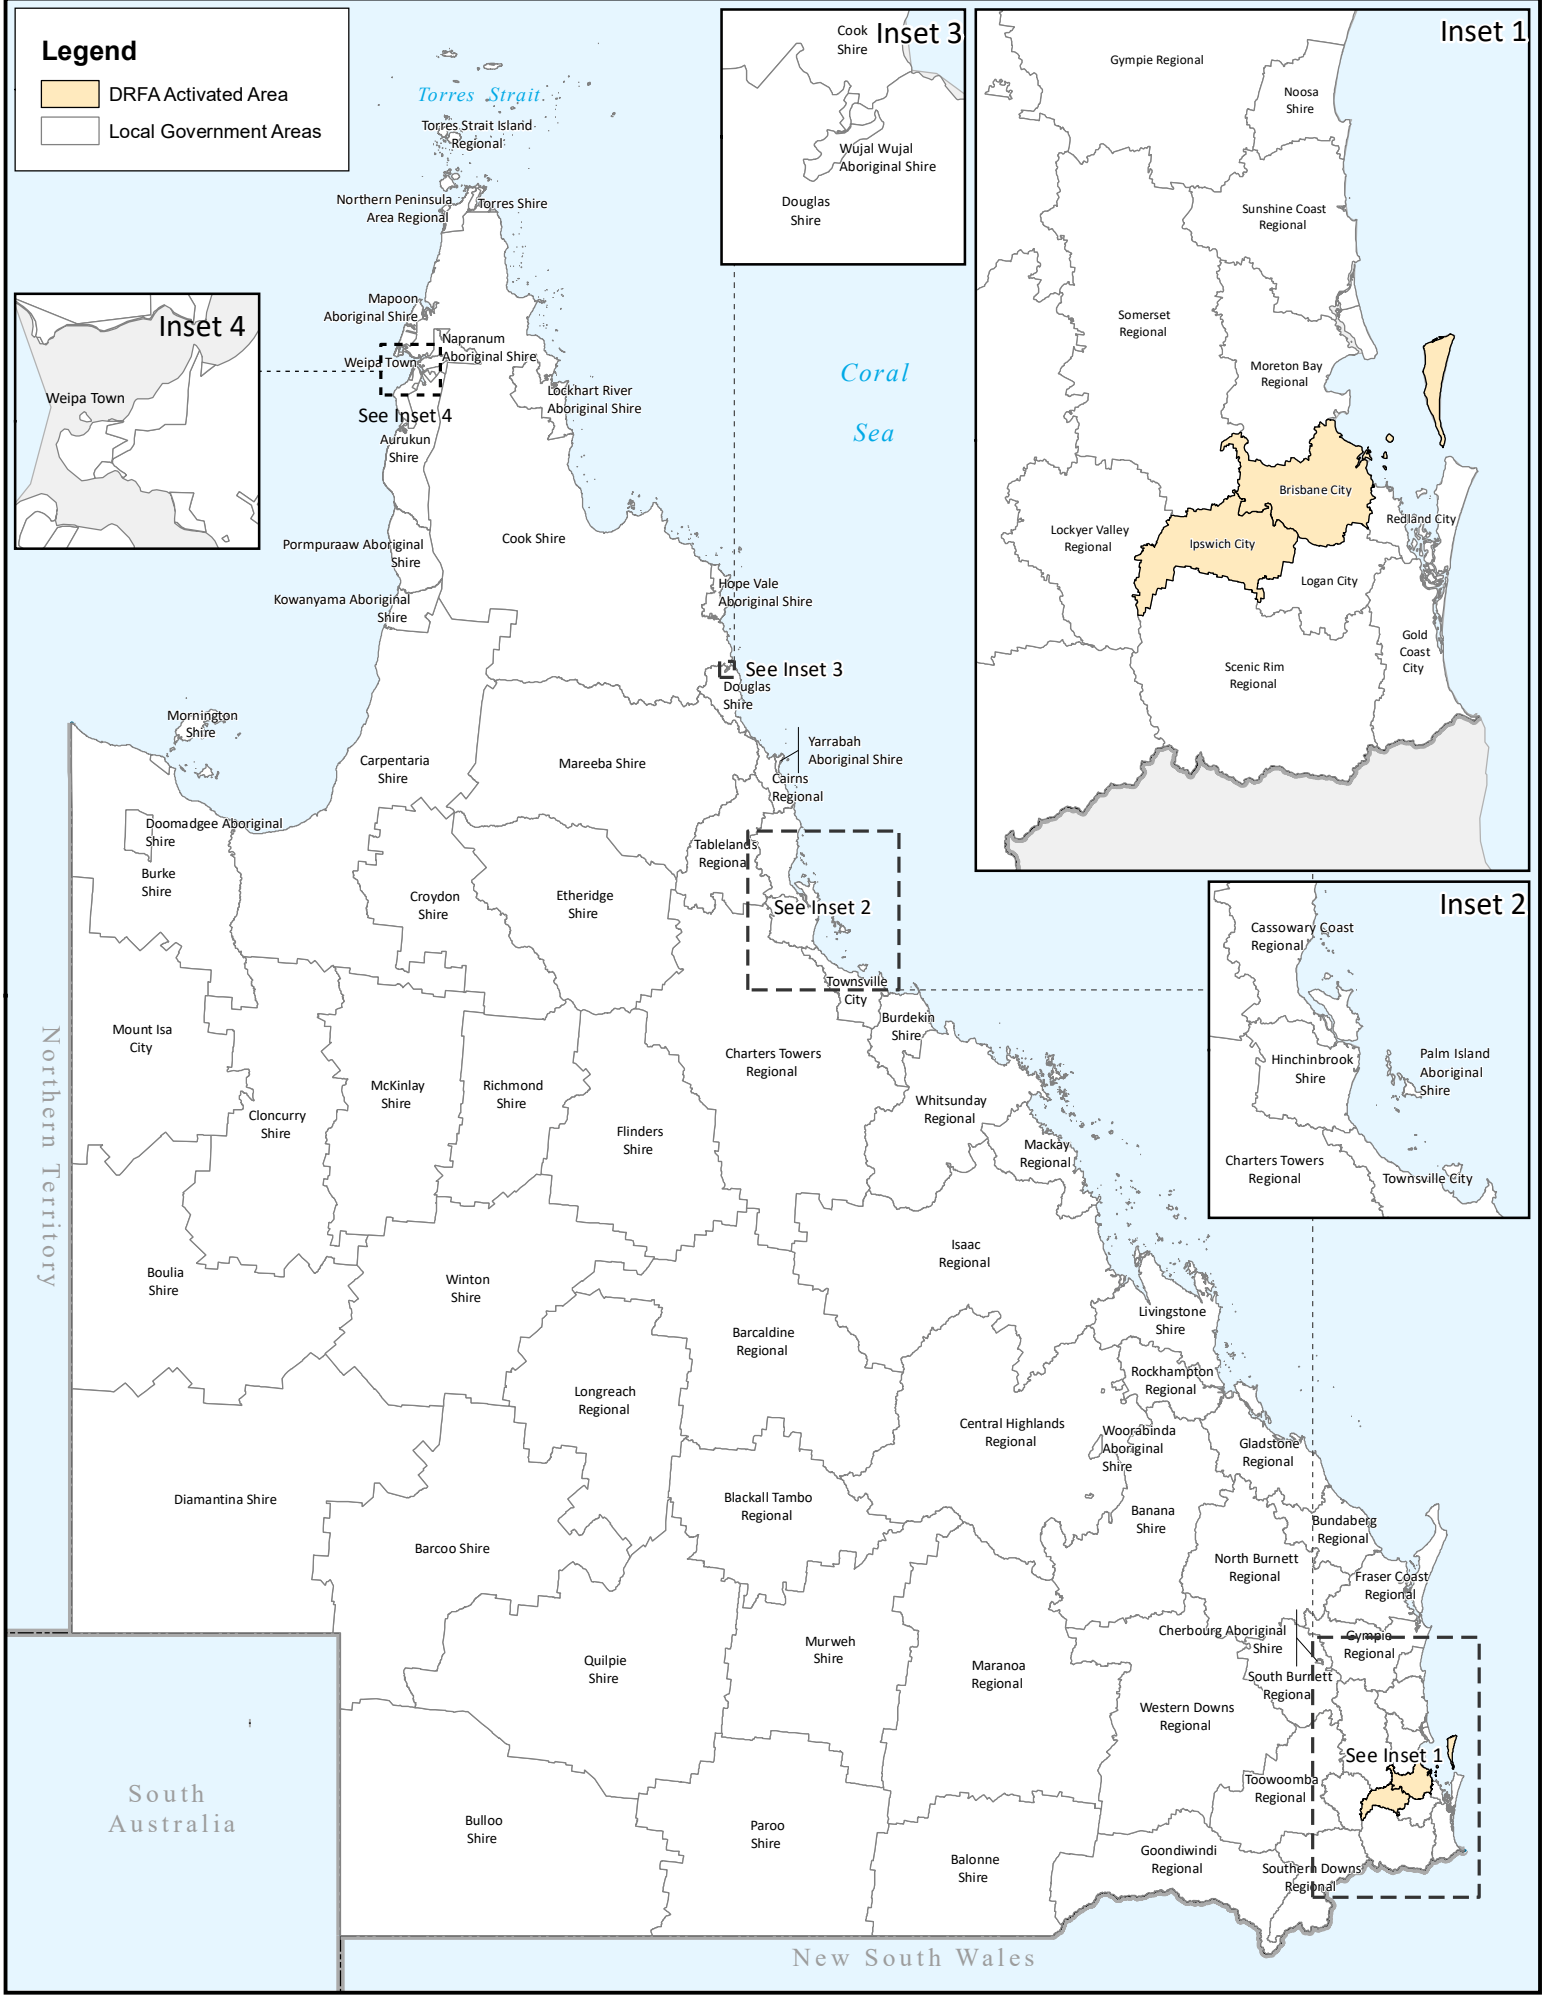 Legend
DRFA Activated Area
Local Government Areas
Torres Strait
Torres Strait Island
Regional
Northern Peninsula
Area Regional
Torres Shire
Mapoon
Aboriginal Shire
Napranum
Aboriginal Shire
Weipa Town
See Inset 4
Lockhart River
Aboriginal Shire
Aurukun
Shire
Coral
Sea
Cook Shire
Pormpuraaw Aboriginal
Shire
Kowanyama Aboriginal
Shire
Hope Vale
Aboriginal Shire
See Inset 3
Douglas
Shire
Mornington
Shire
Carpentaria
Shire
Mareeba Shire
Yarrabah
Aboriginal Shire
Cairns
Regional
Doomadgee Aboriginal
Shire
Burke
Shire
Tablelands
Regional
Croydon
Shire
Etheridge
Shire
See Inset 2
Townsville
City
Burdekin
Shire
Mount Isa
City
Charters Towers
Regional
McKinlay
Shire
Richmond
Shire
Cloncurry
Shire
Whitsunday
Regional
Flinders
Shire
Mackay
Regional
Northern Territory
Isaac
Regional
Boulia
Shire
Winton
Shire
Livingstone
Shire
Barcaldine
Regional
Rockhampton
Regional
Longreach
Regional
Central Highlands
Regional
Woorabinda
Aboriginal
Shire
Gladstone
Regional
Diamantina Shire
Blackall Tambo
Regional
Banana
Shire
Bundaberg
Regional
Barcoo Shire
North Burnett
Regional
Fraser Coast
Regional
Cherbourg Aboriginal
Shire
Gympie
Regional
Murweh
Shire
Quilpie
Shire
Maranoa
Regional
South Burnett
Regional
Western Downs
Regional
See Inset 1
Toowoomba
Regional
South
Australia
Bulloo
Shire
Paroo
Shire
Balonne
Shire
Goondiwindi
Regional
Southern Downs
Regional
New South Wales
Inset 4
Weipa Town
Inset 3
Cook
Shire
Wujal Wujal
Aboriginal Shire
Douglas
Shire
Inset 1
Gympie Regional
Noosa
Shire
Sunshine Coast
Regional
Somerset
Regional
Moreton Bay
Regional
Brisbane City
Redland City
Lockyer Valley
Regional
Ipswich City
Logan City
Gold
Coast
City
Scenic Rim
Regional
Inset 2
Cassowary Coast
Regional
Hinchinbrook
Shire
Palm Island
Aboriginal
Shire
Charters Towers
Regional
Townsville City